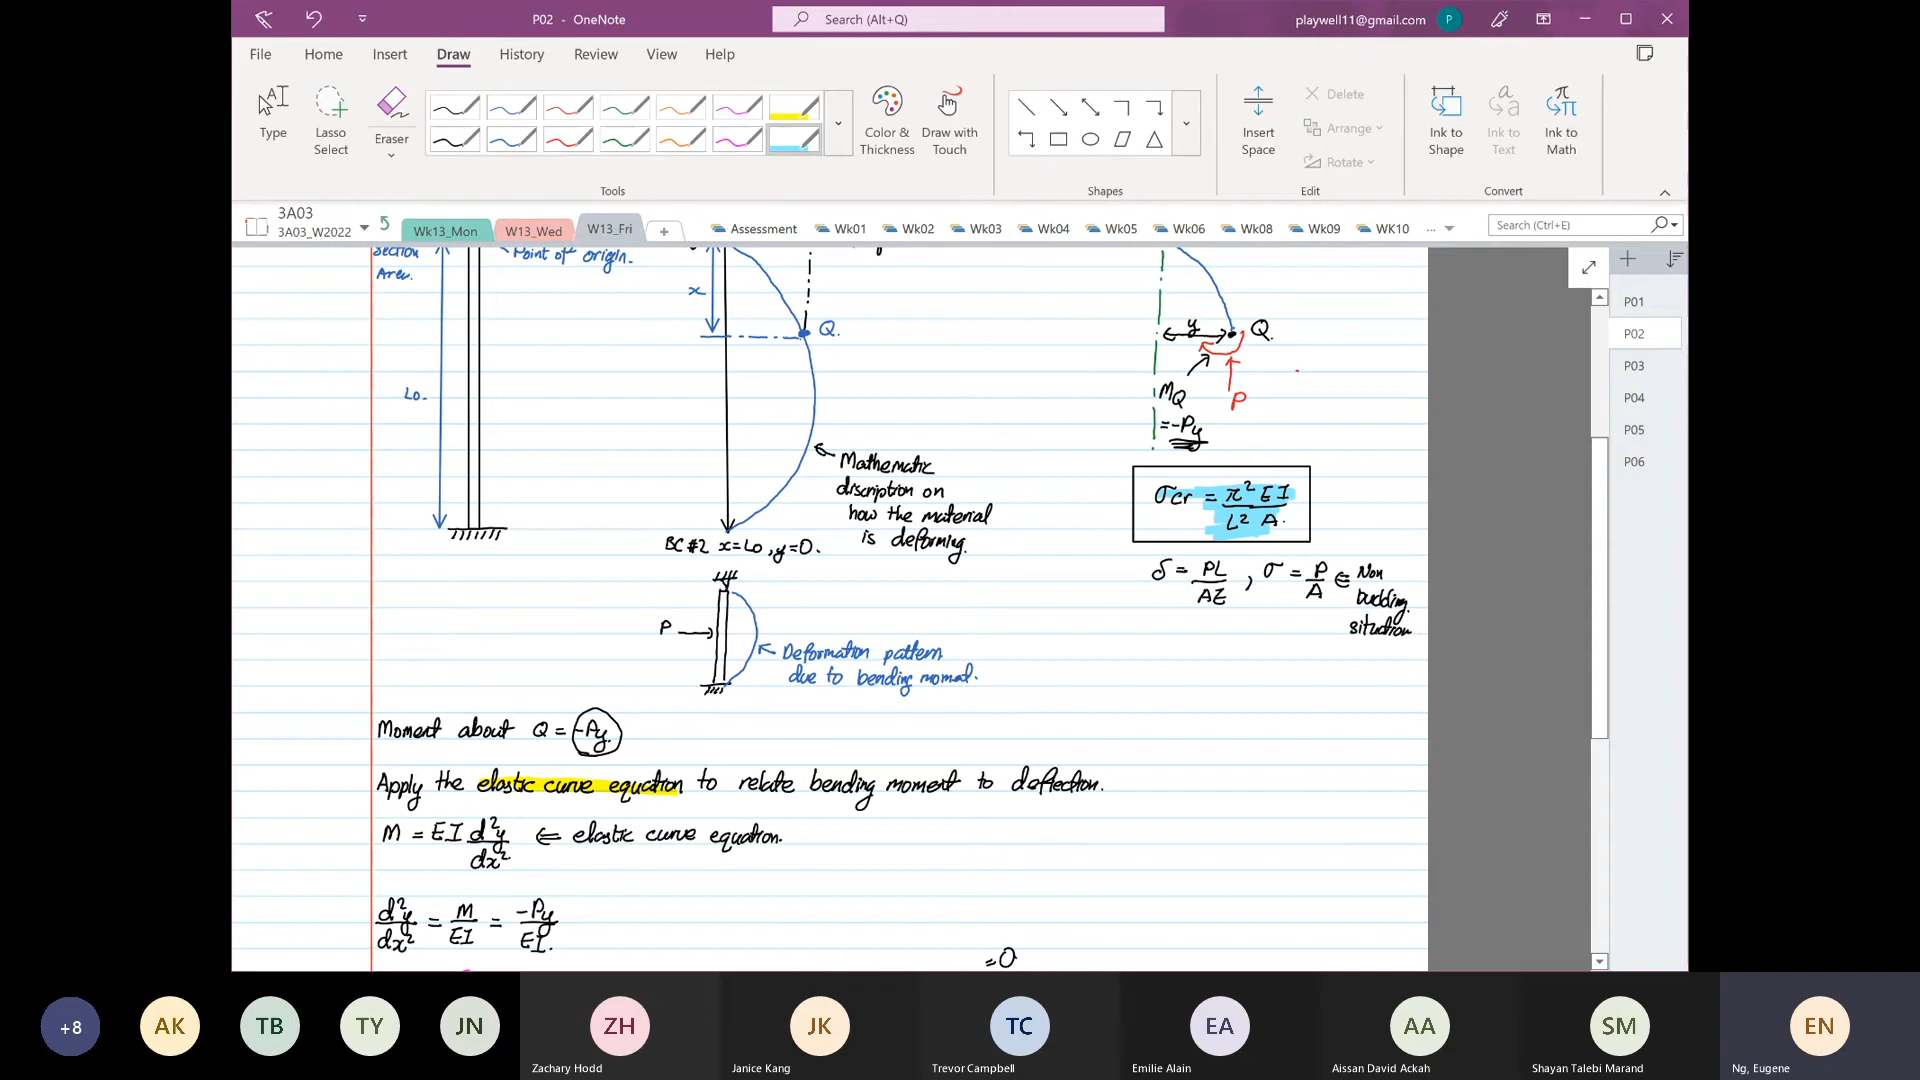 P02 - OneNote
Search (Alt+Q)
playwell11@gmail.com
P
File Home Insert Draw History Review View Help
Type
Lasso Select
Eraser
Color & Thickness
Draw with Touch
Insert Space
Delete
Arrange
Rotate
Ink to Shape
Ink to Text
Ink to Math
Tools
Shapes
Edit
Convert
3A03
3A03_W2022
Wk13_Mon
W13_Wed
W13_Fri
Assessment
Wk01
Wk02
Wk03
Wk04
Wk05
Wk06
Wk08
Wk09
WK10
...
Search (Ctrl+E)
P01
P02
P03
P04
P05
P06
Section
Area.
Point of origin.
x
Q.
Lo.
Mathematic
discription on
how the material
is deforming.
BC#2 x=Lo, y=0.
P
Deformation pattern
due to bending moment.
y
Q.
P
MQ
=-Py
σcr = π² EI / L² A.
δ = PL/AE , σ = P/A ⇐ Non
situation
Moment about Q = -Py.
Apply the elastic curve equation to relate bending moment to deflection.
M = EI d²y/dx² ⇐ elastic curve equation.
d²y/dx² = M/EI = -Py/EI.
=0
+8
AK
TB
TY
JN
ZH
Zachary Hodd
JK
Janice Kang
TC
Trevor Campbell
EA
Emilie Alain
AA
Aissan David Ackah
SM
Shayan Talebi Marand
EN
Ng, Eugene